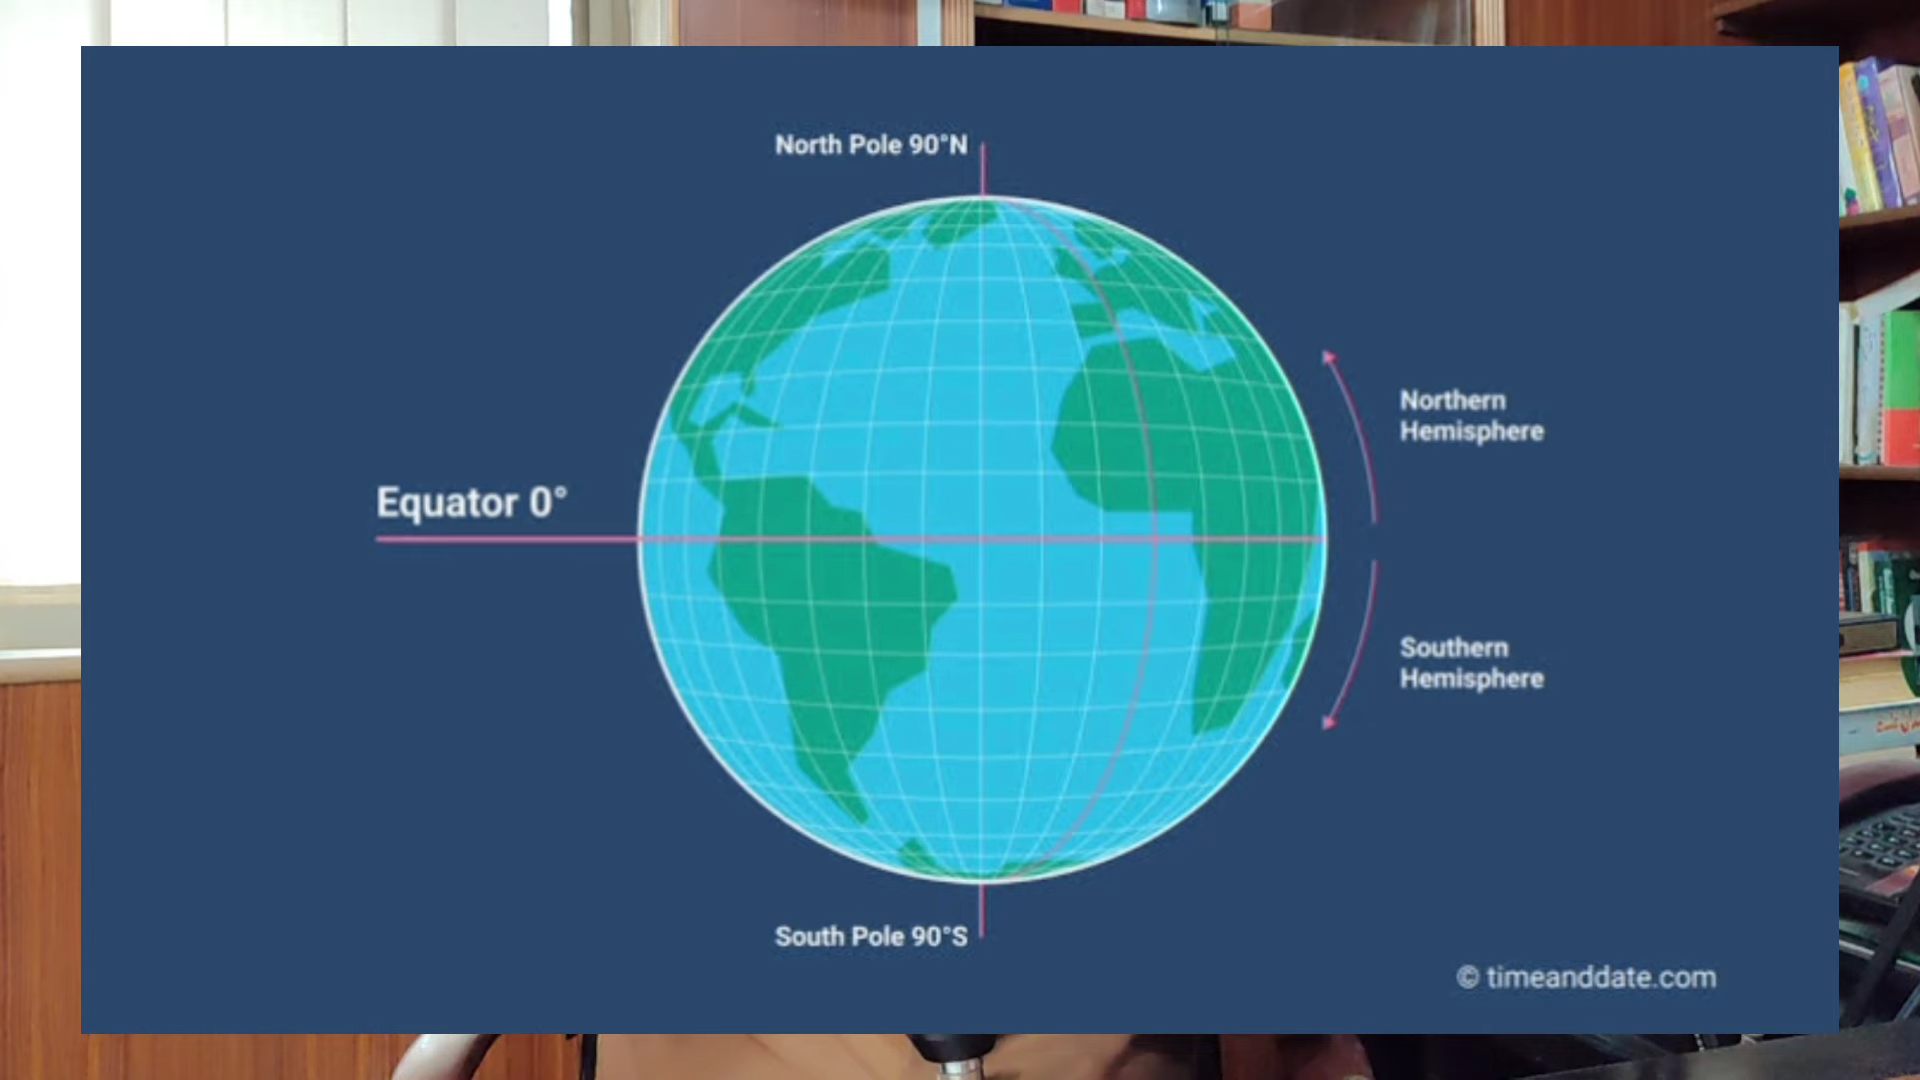 North Pole 90°N
Northern
Hemisphere
Equator 0°
Southern
Hemisphere
South Pole 90°S
© timeanddate.com